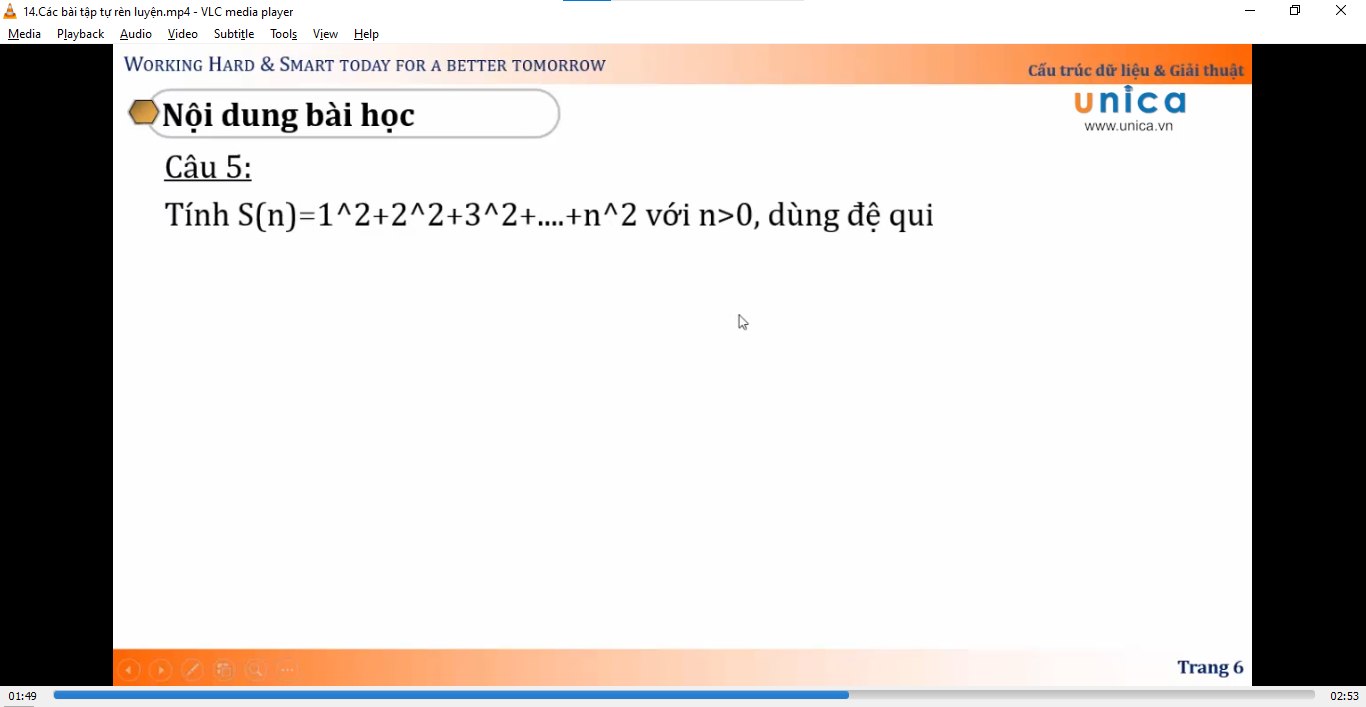 14.Các bài tập tự rèn luyện.mp4 - VLC media player
Media Playback Audio Video Subtitle Tools View Help
WORKING HARD & SMART TODAY FOR A BETTER TOMORROW
Cấu trúc dữ liệu & Giải thuật
Nội dung bài học
unica
www.unica.vn
Câu 5:
Tính S(n)=1^2+2^2+3^2+....+n^2 với n>0, dùng đệ qui
Trang 6
01:49
02:53